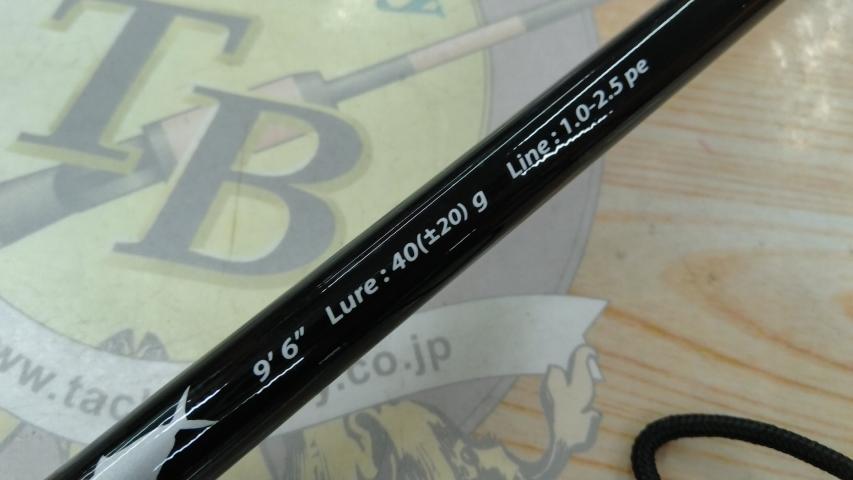 TB
9' 6" Lure : 40(±20) g Line : 1.0-2.5 pe
www.tac j.co.jp